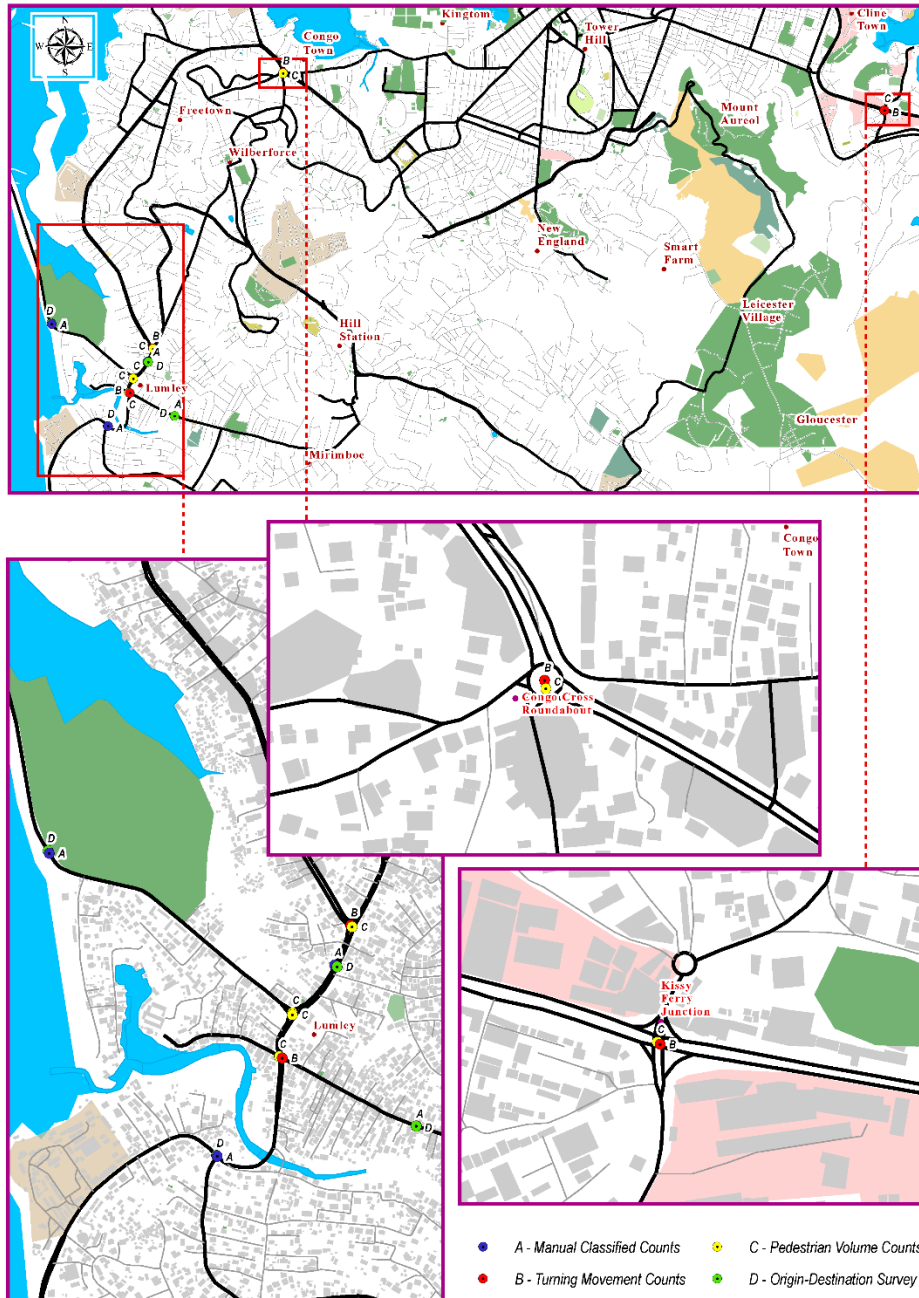 N
W E
S
Congo
Town
B
C
Kingtom
Tower
Hill
Cline
Town
C
B
Freetown
Mount
Aureol
Wilberforce
New
England
Smart
Farm
Leicester
Village
D
A
Hill
Station
B
C
A
D
C
C
Lumley
B
C
D
A
A
D
Gloucester
Mirimboc
Congo
Town
B
C
Congo Cross
Roundabout
D
A
B
C
A
D
C
C
Lumley
C
B
A
D
D
A
Kissy
Ferry
Junction
C
B
A - Manual Classified Counts
C - Pedestrian Volume Counts
B - Turning Movement Counts
D - Origin-Destination Survey